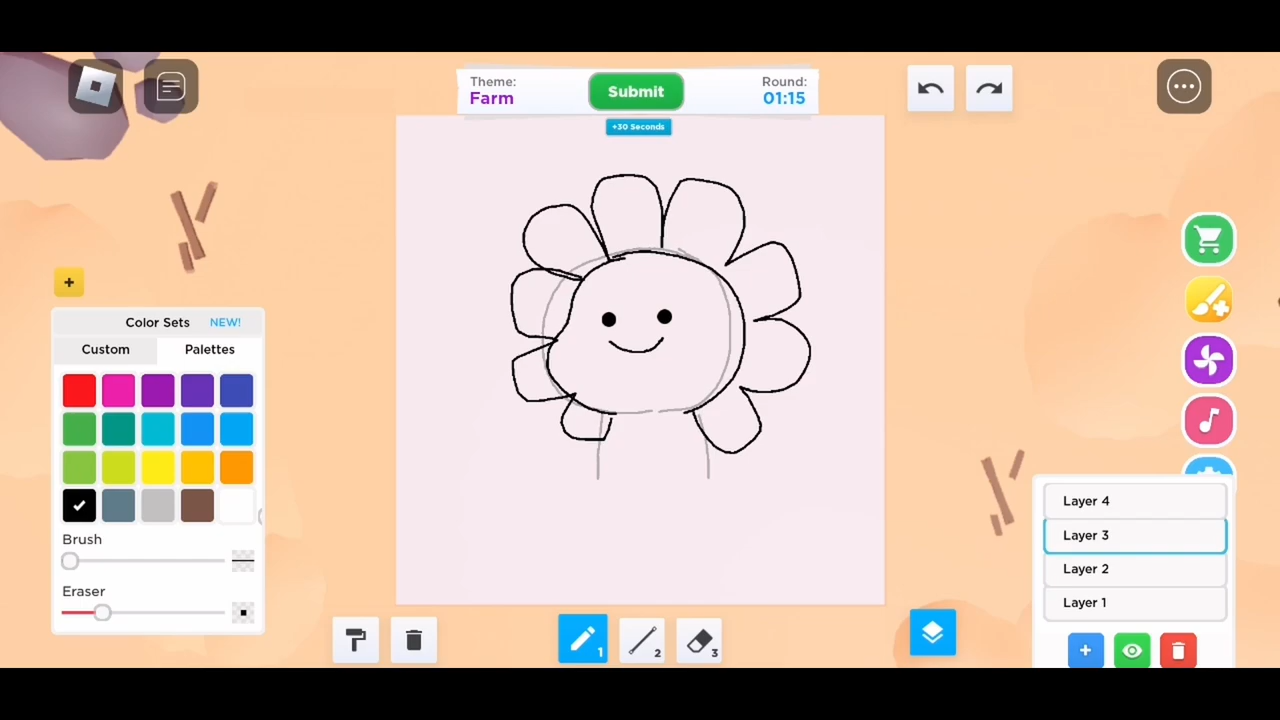 Theme:
Farm
Submit
Round:
01:15
+30 Seconds
+
Color Sets NEW!
Custom Palettes
Brush
Eraser
Layer 4
Layer 3
Layer 2
Layer 1
1
2
3
+